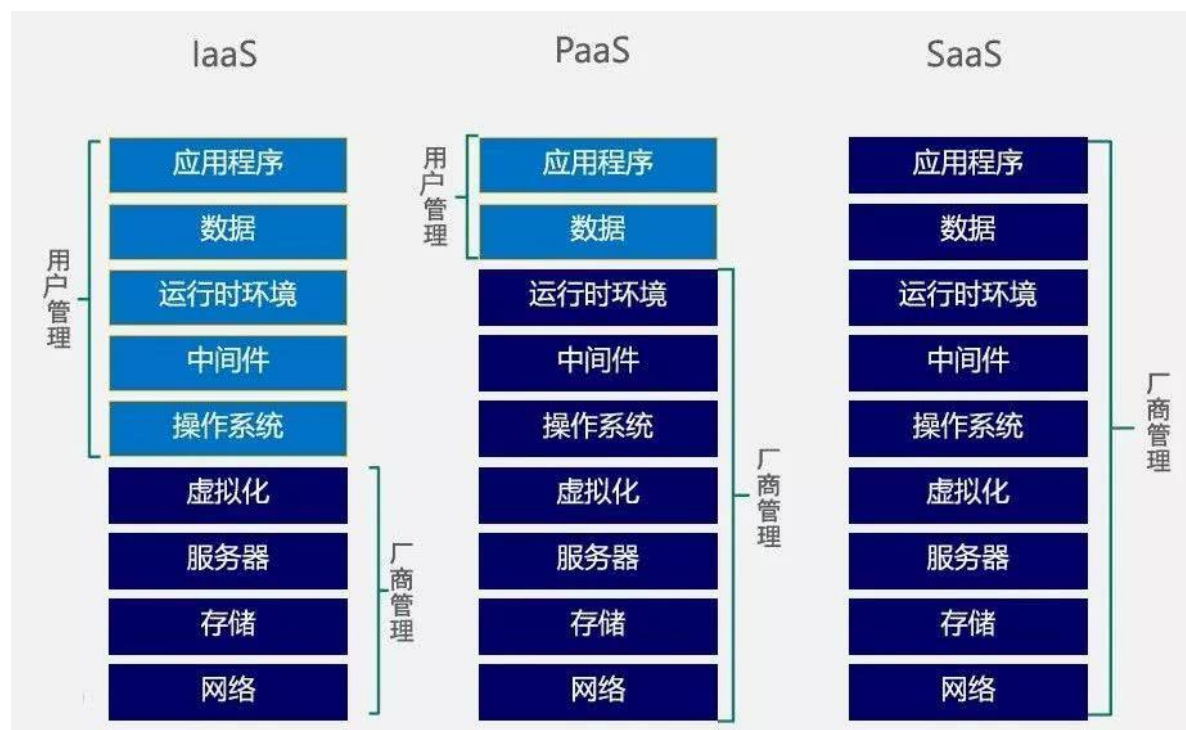 IaaS
用户管理
应用程序
数据
运行时环境
中间件
操作系统
虚拟化
服务器
存储
网络
厂商管理
PaaS
用户管理
应用程序
数据
运行时环境
中间件
操作系统
虚拟化
服务器
存储
网络
厂商管理
SaaS
应用程序
数据
运行时环境
中间件
操作系统
虚拟化
服务器
存储
网络
厂商管理